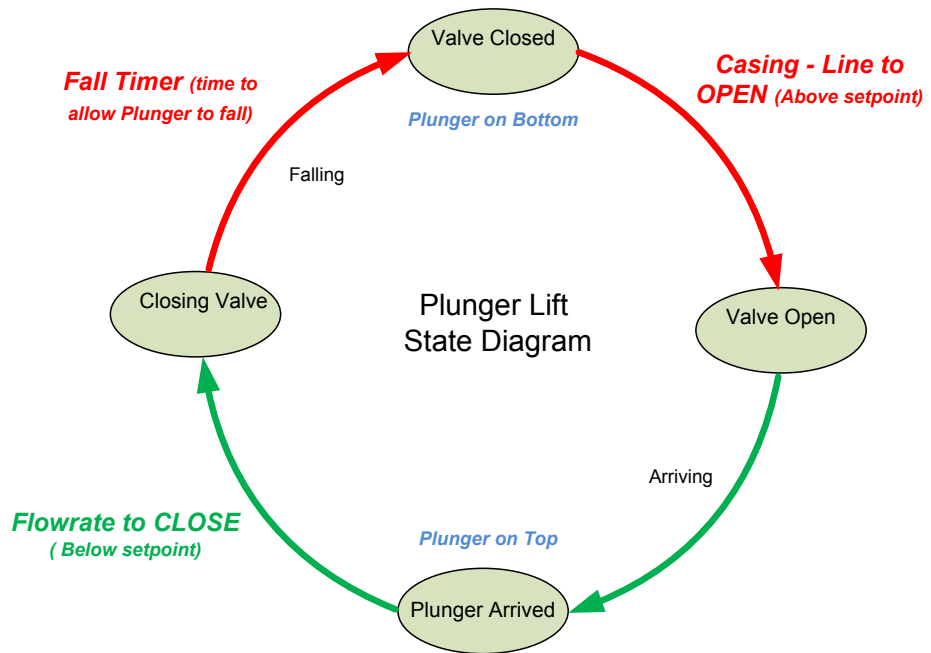 Valve Closed
Fall Timer (time to
allow Plunger to fall)
Casing - Line to
OPEN (Above setpoint)
Plunger on Bottom
Falling
Closing Valve
Plunger Lift
State Diagram
Valve Open
Arriving
Flowrate to CLOSE
( Below setpoint)
Plunger on Top
Plunger Arrived